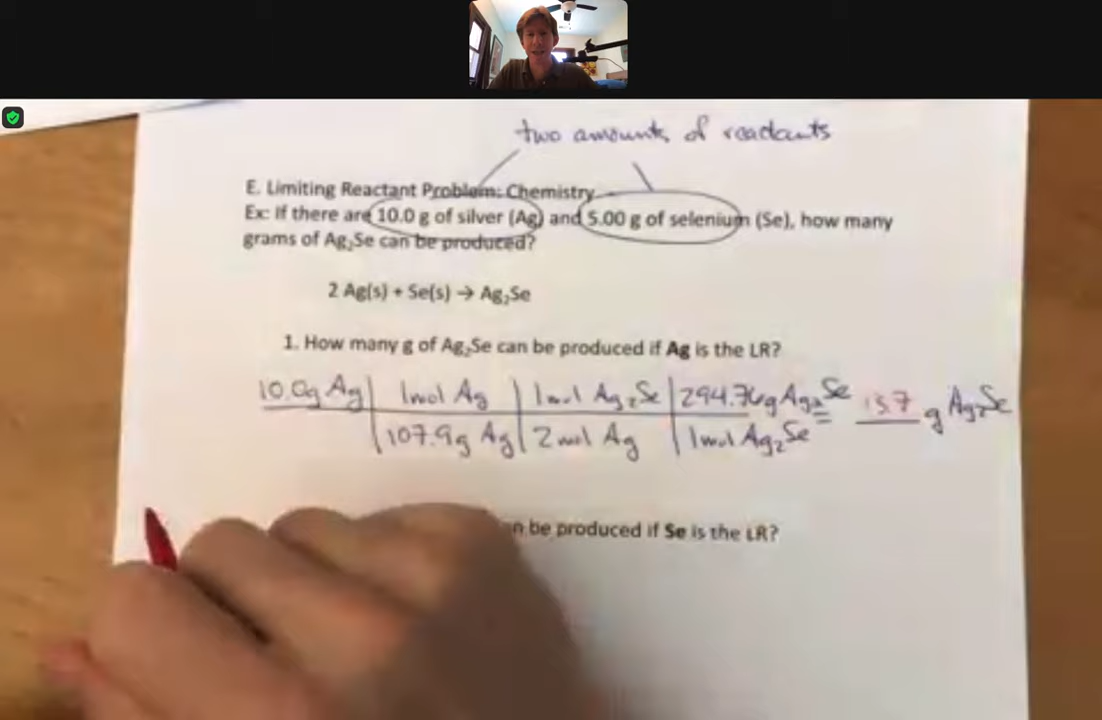 two amounts of reactants
E. Limiting Reactant Problem: Chemistry
Ex: If there are 10.0 g of silver (Ag) and 5.00 g of selenium (Se), how many
grams of Ag₂Se can be produced?
2 Ag(s) + Se(s) → Ag₂Se
1. How many g of Ag₂Se can be produced if Ag is the LR?
10.0g Ag | 1mol Ag | 1mol Ag₂Se | 294.76g Ag₂Se = 13.7 g Ag₂Se
107.9g Ag | 2mol Ag | 1mol Ag₂Se
be produced if Se is the LR?